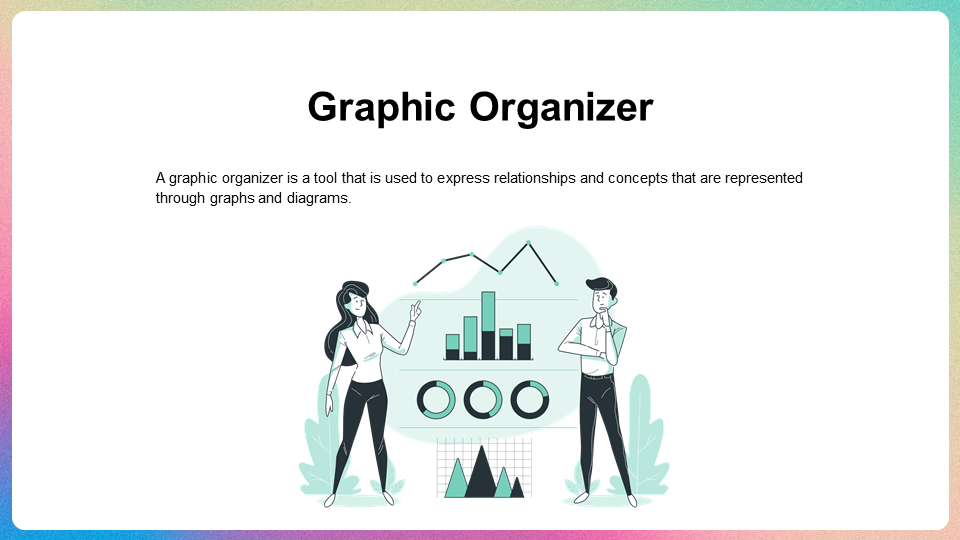 Graphic Organizer
A graphic organizer is a tool that is used to express relationships and concepts that are represented
through graphs and diagrams.